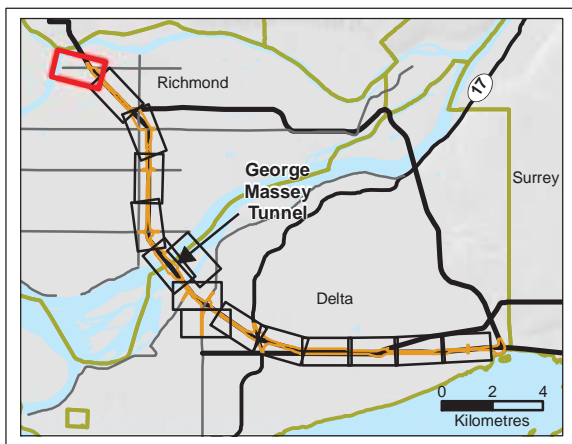 Richmond
17
George
Massey
Tunnel
Surrey
Delta
0 2 4
Kilometres